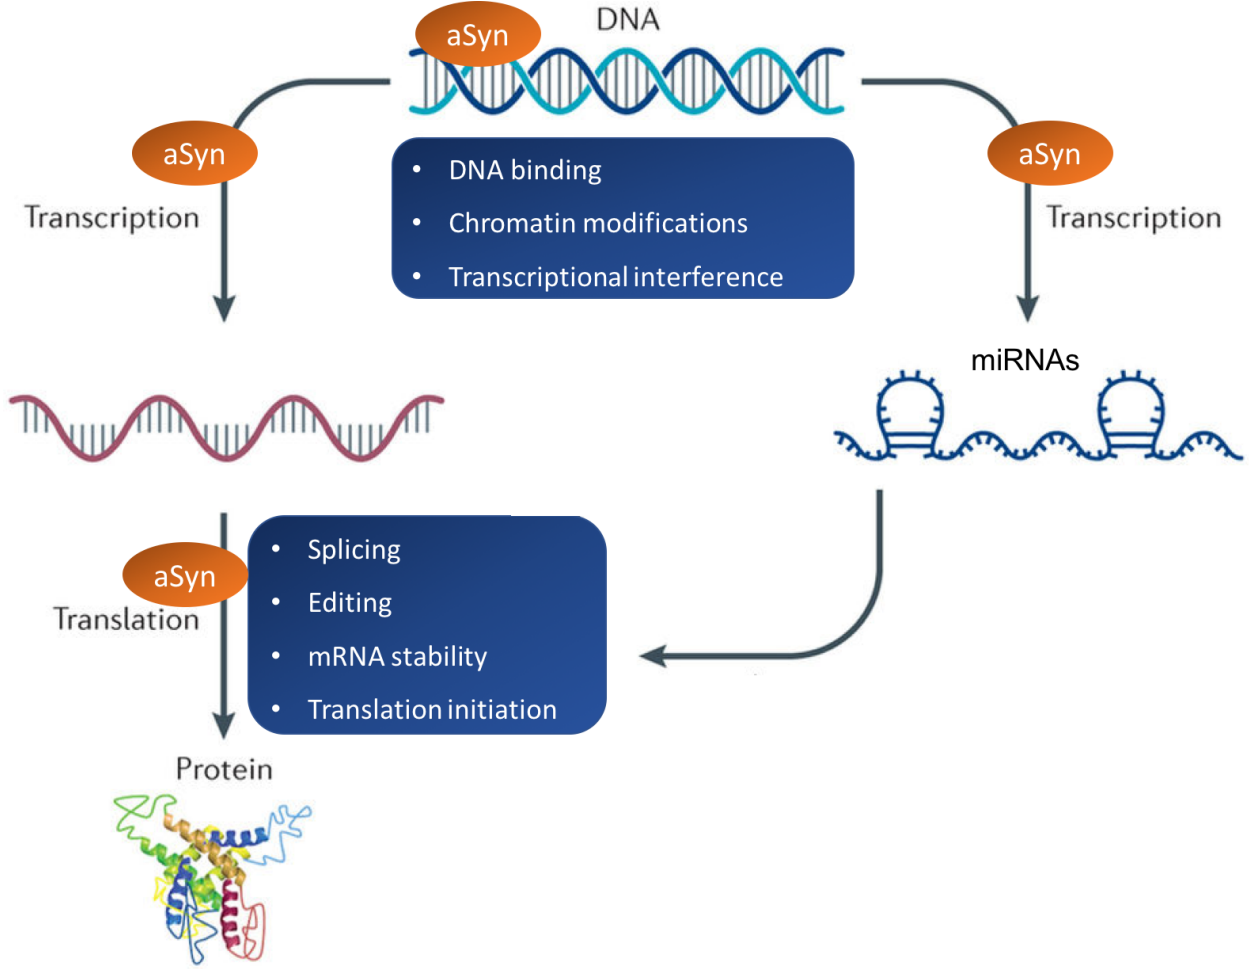 DNA
aSyn
aSyn
aSyn
• DNA binding
• Chromatin modifications
• Transcriptional interference
Transcription
Transcription
miRNAs
• Splicing
• Editing
• mRNA stability
• Translation initiation
aSyn
Translation
Protein